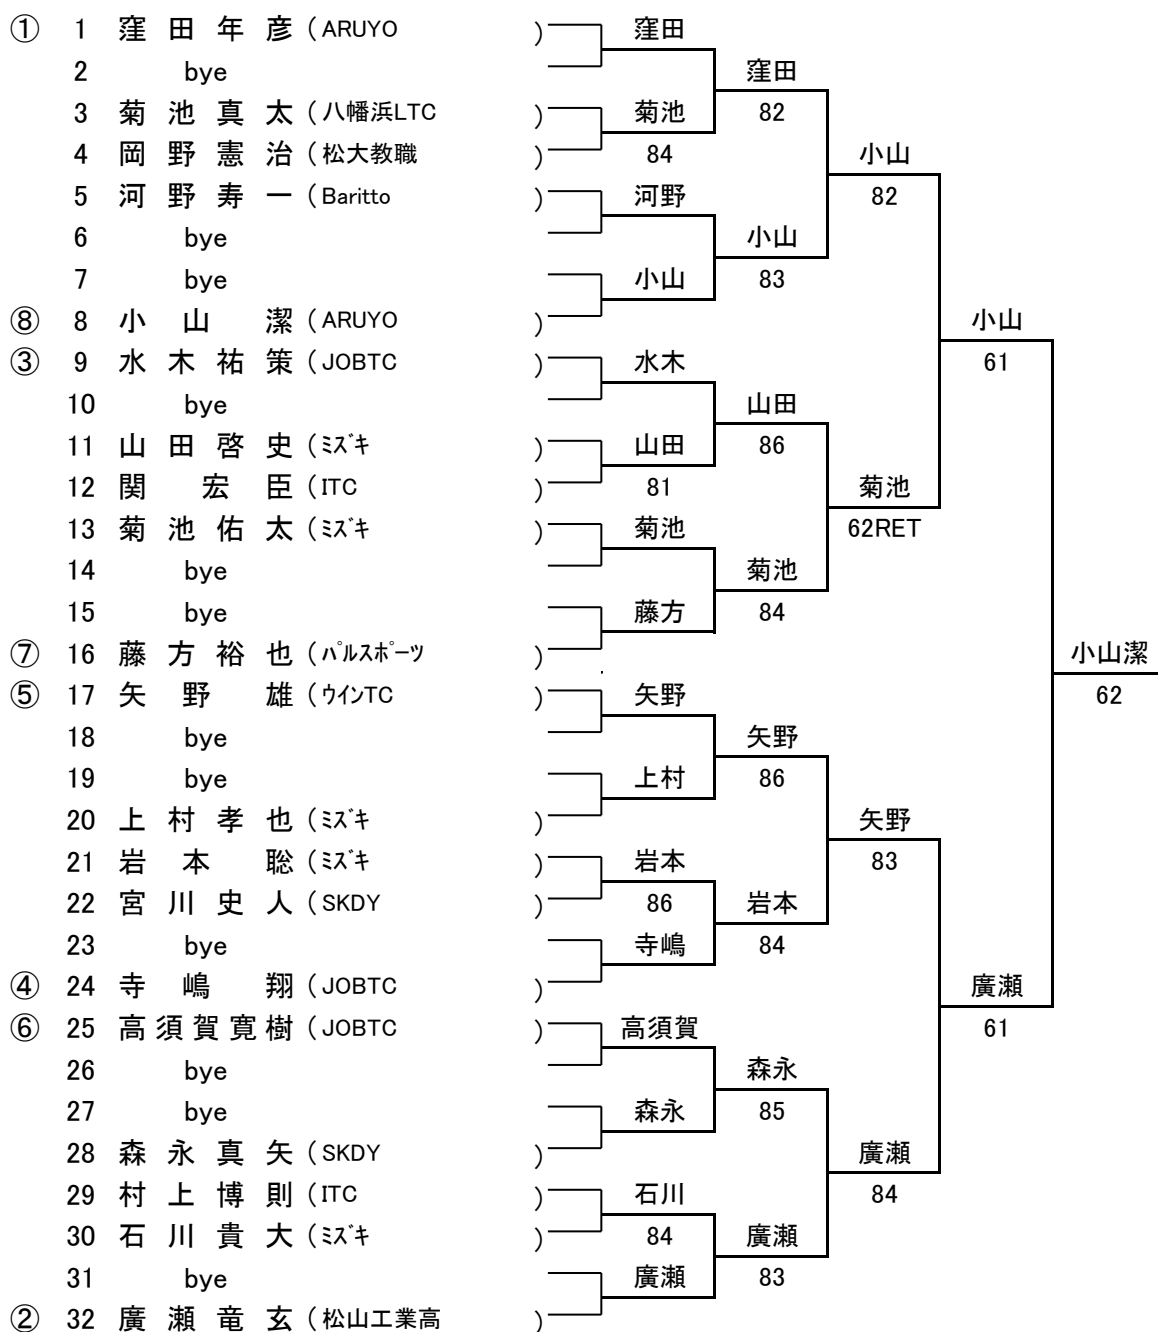 ① 1 窪田年彦 (ARUYO ) 窪田
2 bye 窪田
3 菊池真太 (八幡浜LTC ) 菊池 82
4 岡野憲治 (松大教職 ) 84 小山
5 河野寿一 (Baritto ) 河野 82
6 bye 小山
7 bye 小山 83
⑧ 8 小山潔 (ARUYO ) 小山
③ 9 水木祐策 (JOBTC ) 水木 61
10 bye 山田
11 山田啓史 (ﾐｽﾞｷ ) 山田 86
12 関宏臣 (ITC ) 81 菊池
13 菊池佑太 (ﾐｽﾞｷ ) 菊池 62RET
14 bye 菊池
15 bye 藤方 84
⑦ 16 藤方裕也 (ﾊﾟﾙｽﾎﾟｰﾂ ) 小山潔
⑤ 17 矢野雄 (ｳｲﾝTC ) 矢野 62
18 bye 矢野
19 bye 上村 86
20 上村孝也 (ﾐｽﾞｷ ) 矢野
21 岩本聡 (ﾐｽﾞｷ ) 岩本 83
22 宮川史人 (SKDY ) 86 岩本
23 bye 寺嶋 84
④ 24 寺嶋翔 (JOBTC ) 廣瀬
⑥ 25 高須賀寛樹 (JOBTC ) 高須賀 61
26 bye 森永
27 bye 森永 85
28 森永真矢 (SKDY ) 廣瀬
29 村上博則 (ITC ) 石川 84
30 石川貴大 (ﾐｽﾞｷ ) 84 廣瀬
31 bye 廣瀬 83
② 32 廣瀬竜玄 (松山工業高 )